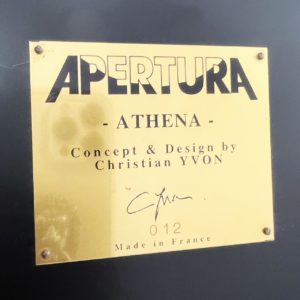 APERTURA
- ATHENA -
Concept & Design by
Christian YVON
012
Made in France